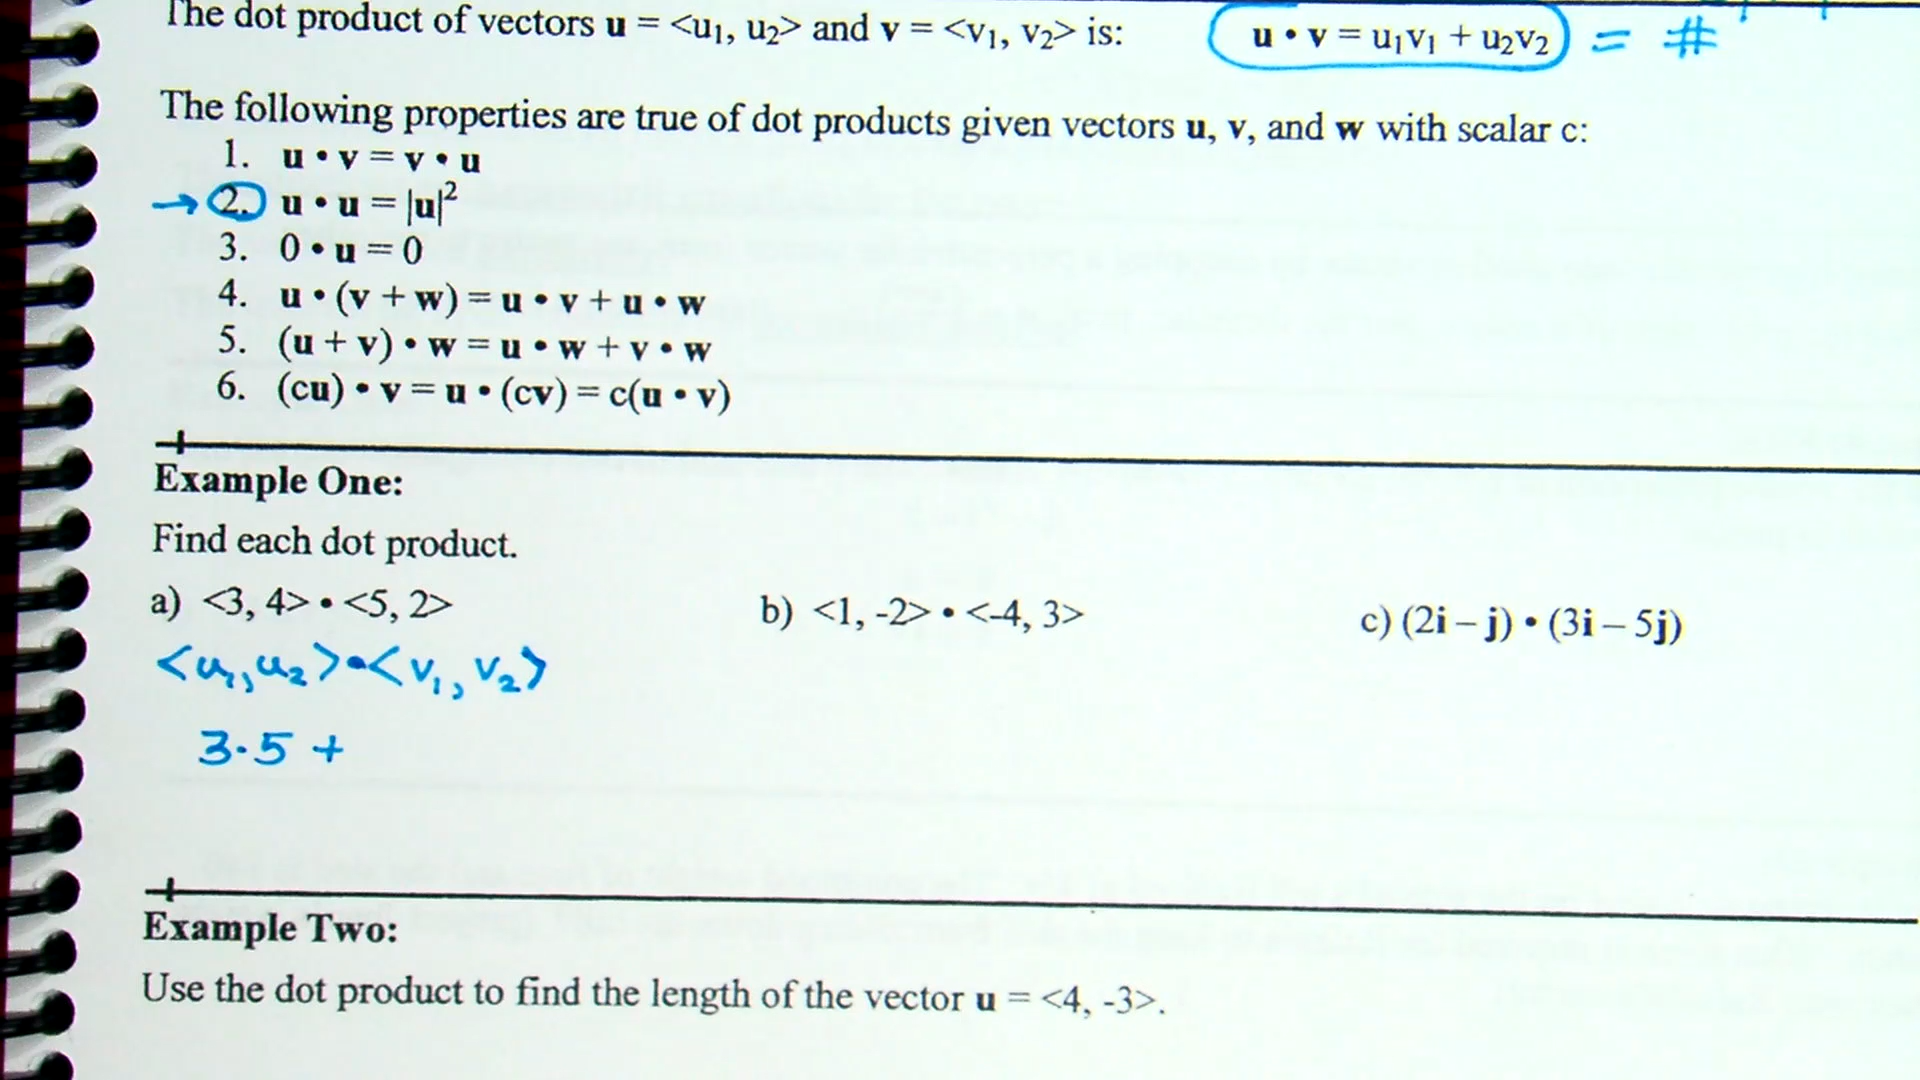 The dot product of vectors u = <u₁, u₂> and v = <v₁, v₂> is: u • v = u₁v₁ + u₂v₂ = #
The following properties are true of dot products given vectors u, v, and w with scalar c:
1. u • v = v • u
→ 2. u • u = |u|²
3. 0 • u = 0
4. u • (v + w) = u • v + u • w
5. (u + v) • w = u • w + v • w
6. (cu) • v = u • (cv) = c(u • v)
Example One:
Find each dot product.
a) <3, 4> • <5, 2> b) <1, -2> • <-4, 3> c) (2i – j) • (3i – 5j)
<u₁, u₂> • <v₁, v₂>
3·5 +
Example Two:
Use the dot product to find the length of the vector u = <4, -3>.